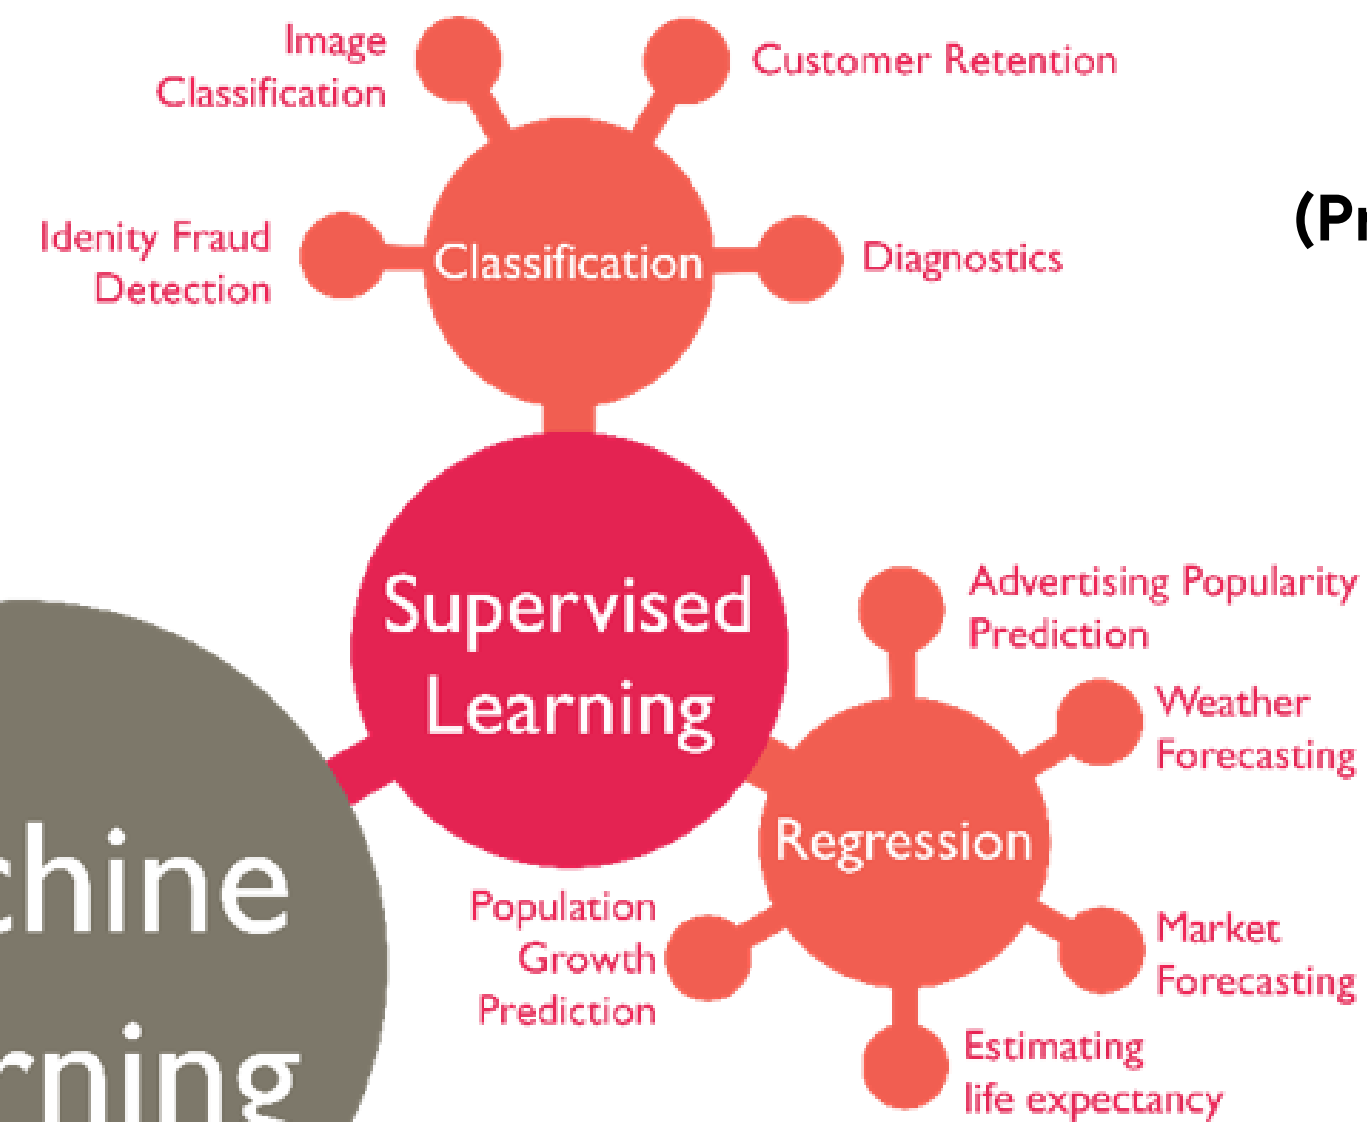 Image
Classification
Customer Retention
Idenity Fraud
Detection
Classification
Diagnostics
(Pr
Supervised
Learning
Advertising Popularity
Prediction
Weather
Forecasting
Regression
Market
Forecasting
Population
Growth
Prediction
Estimating
life expectancy
chine
rning